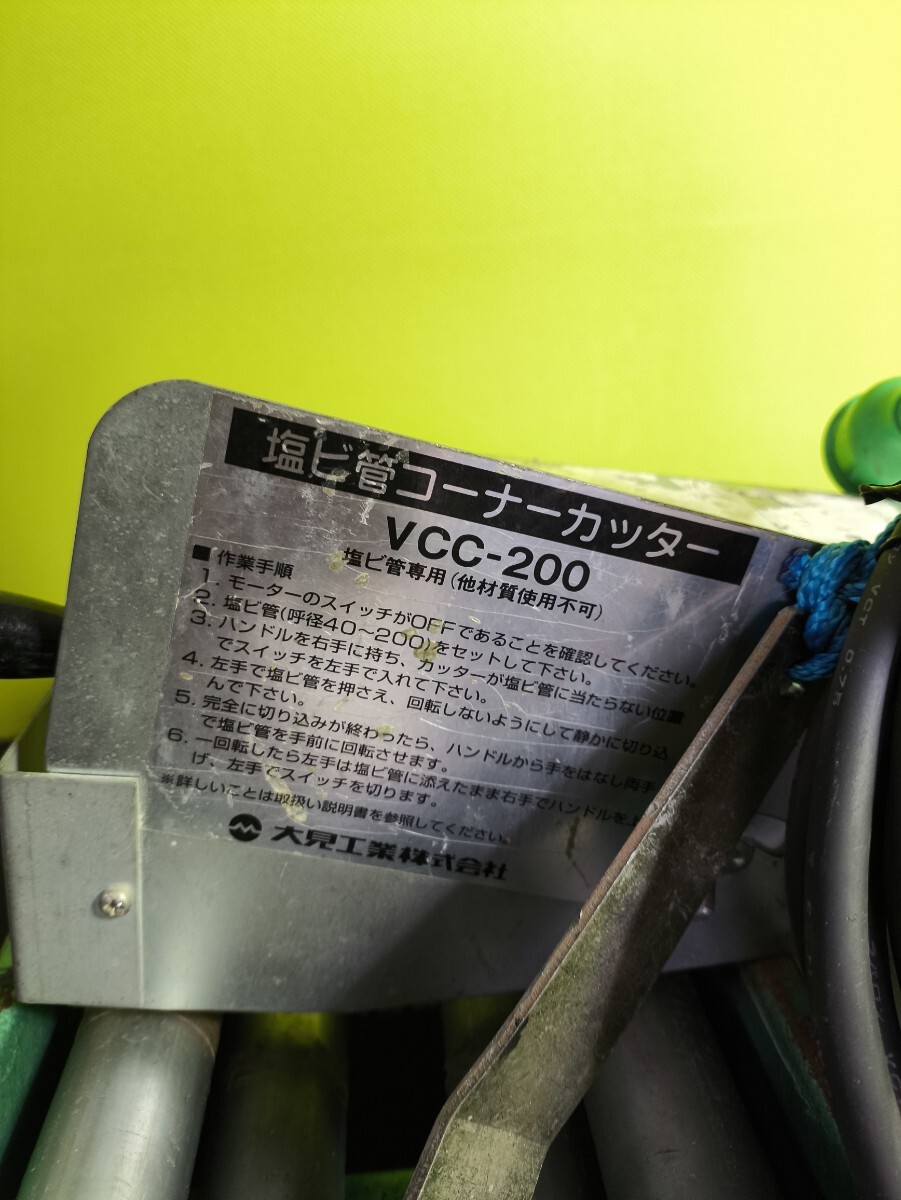 塩ビ管コーナーカッター
VCC-200
塩ビ管専用(他材質使用不可)
■ 作業手順
1. モーターのスイッチがOFFであることを確認してください。
2. 塩ビ管(呼径40〜200)をセットして下さい。
3. ハンドルを右手に持ち、カッターが塩ビ管に当たらない位置
でスイッチを左手で入れて下さい。
4. 左手で塩ビ管を押さえ、回転しないようにして静かに切り込
んで下さい。
5. 完全に切り込みが終わったら、ハンドルから手をはなし両手
で塩ビ管を手前に回転させます。
6. 一回転したら左手は塩ビ管に添えたまま右手でハンドルを上
げ、左手でスイッチを切ります。
※詳しいことは取扱い説明書を参照してください。
大見工業株式会社
VCT 0.75